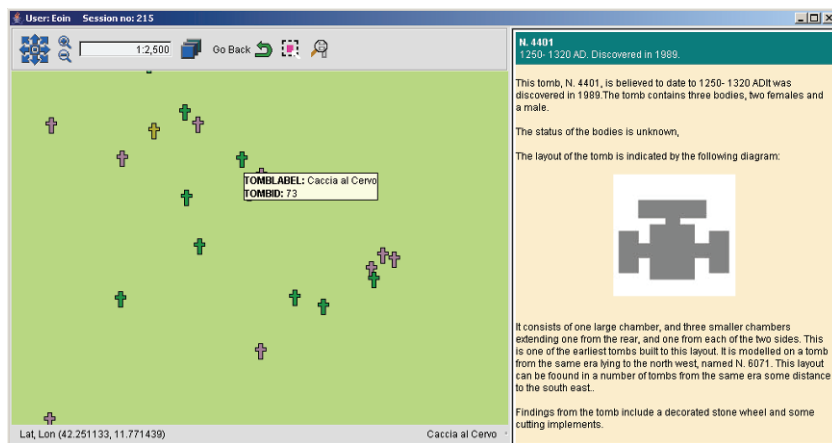 User: Eoin Session no: 215
1:2,500
Go Back
TOMBLABEL: Caccia al Cervo
TOMBID: 73
Lat, Lon (42.251133, 11.771439)
Caccia al Cervo
N. 4401
1250- 1320 AD. Discovered in 1989.
This tomb, N. 4401, is believed to date to 1250- 1320 ADIt was
discovered in 1989.The tomb contains three bodies, two females and
a male.
The status of the bodies is unknown,
The layout of the tomb is indicated by the following diagram:
It consists of one large chamber, and three smaller chambers
extending one from the rear, and one from each of the two sides. This
is one of the earliest tombs built to this layout. It is modelled on a tomb
from the same era lying to the north west, named N. 6071. This layout
can be foound in a number of tombs from the same era some distance
to the south east..
Findings from the tomb include a decorated stone wheel and some
cutting implements.